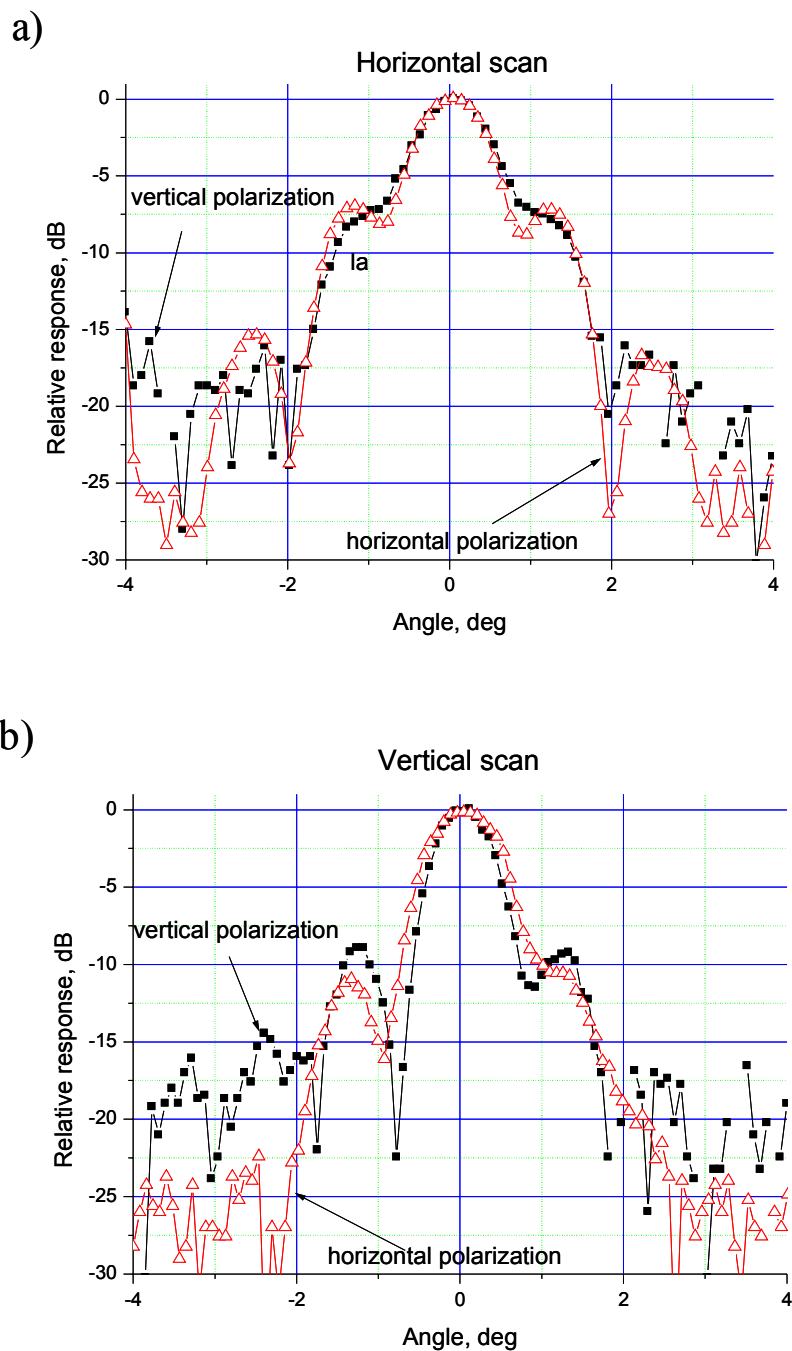 a)
Horizontal scan
0
-5
-10
-15
-20
-25
-30
Relative response, dB
vertical polarization
la
horizontal polarization
-4 -2 0 2 4
Angle, deg
b)
Vertical scan
0
-5
-10
-15
-20
-25
-30
Relative response, dB
vertical polarization
horizontal polarization
-4 -2 0 2 4
Angle, deg